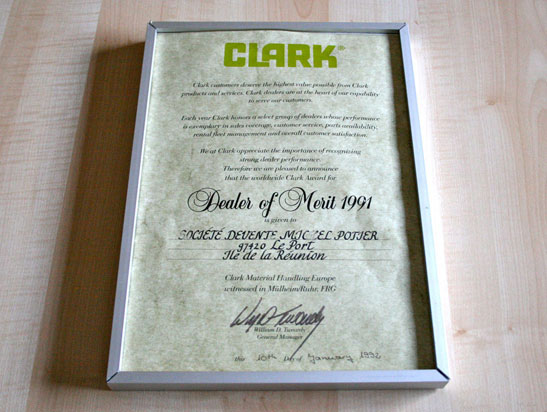 CLARK
Clark customers deserve the highest value possible from Clark
products and services. Clark dealers are at the heart of our capability
to serve our customers.
Each year Clark honors a select group of dealers whose performance
is exemplary in sales coverage, customer service, parts availability,
rental fleet management and overall customer satisfaction.
We at Clark appreciate the importance of recognizing
strong dealer performance.
Therefore we are pleased to announce
that the worldwide Clark Award for
Dealer of Merit 1991
is given to
SOCIÉTÉ DEVENTE MICHEL POTIER
97420 Le Port
Ile de la Réunion
Clark Material Handling Europe
witnessed in Mülheim/Ruhr, FRG
William D.
General Manager
the 10th day of January 1992